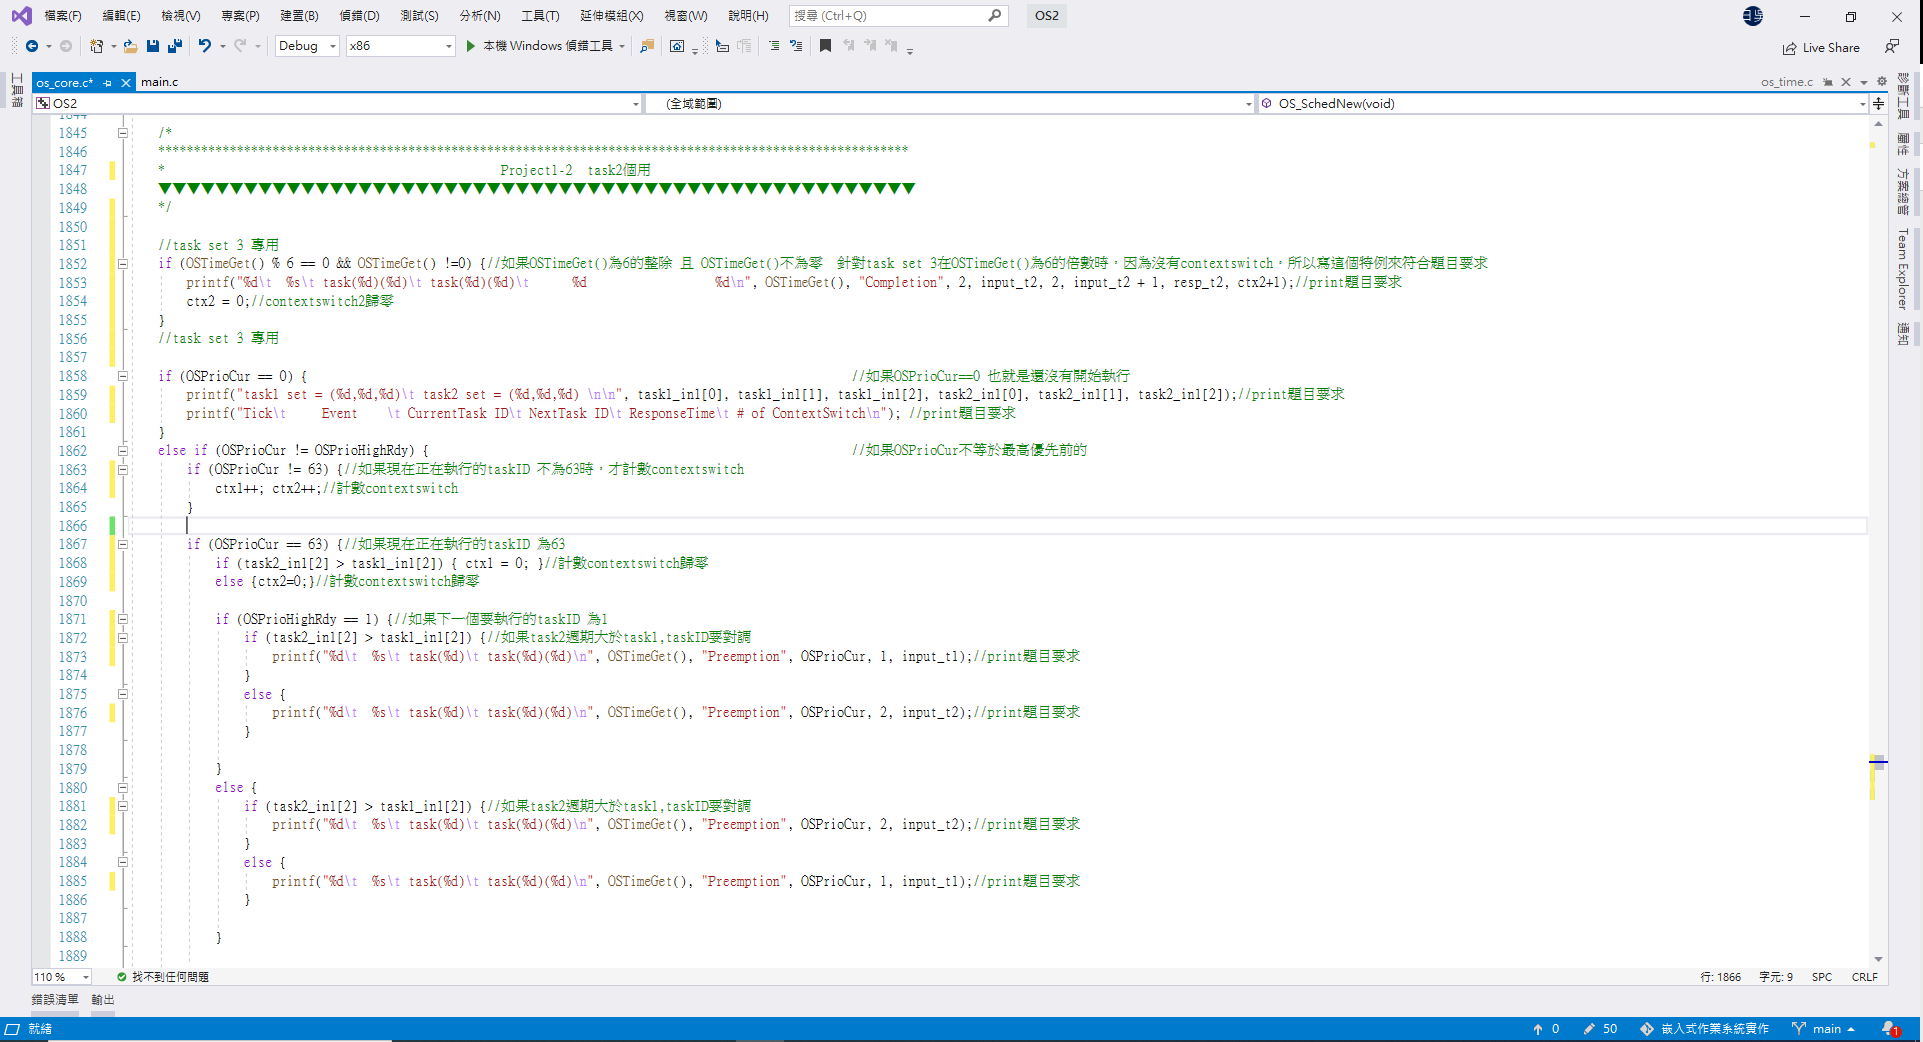 檔案(F) 編輯(E) 檢視(V) 專案(P) 建置(B) 偵錯(D) 測試(S) 分析(N) 工具(T) 延伸模組(X) 視窗(W) 說明(H) 搜尋 (Ctrl+Q) OS2
Debug x86 本機 Windows 偵錯工具 Live Share
工具箱
os_core.c* main.c os_time.c
OS2 (全域範圍) OS_SchedNew(void)
1844
1845 /*
1846 *********************************************************************************************************
1847 * Project1-2 task2個用
1848 ▼▼▼▼▼▼▼▼▼▼▼▼▼▼▼▼▼▼▼▼▼▼▼▼▼▼▼▼▼▼▼▼▼▼▼▼▼▼▼▼▼▼▼▼▼▼▼▼▼▼▼▼▼
1849 */
1850
1851 //task set 3 專用
1852 if (OSTimeGet() % 6 == 0 && OSTimeGet() !=0) {//如果OSTimeGet()為6的整除 且 OSTimeGet()不為零 針對task set 3在OSTimeGet()為6的倍數時，因為沒有contextswitch，所以寫這個特例來符合題目要求
1853 printf("%d\t %s\t task(%d)(%d)\t task(%d)(%d)\t %d %d\n", OSTimeGet(), "Completion", 2, input_t2, 2, input_t2 + 1, resp_t2, ctx2+1);//print題目要求
1854 ctx2 = 0;//contextswitch2歸零
1855 }
1856 //task set 3 專用
1857
1858 if (OSPrioCur == 0) { //如果OSPrioCur==0 也就是還沒有開始執行
1859 printf("task1 set = (%d,%d,%d)\t task2 set = (%d,%d,%d) \n\n", task1_in1[0], task1_in1[1], task1_in1[2], task2_in1[0], task2_in1[1], task2_in1[2]);//print題目要求
1860 printf("Tick\t Event \t CurrentTask ID\t NextTask ID\t ResponseTime\t # of ContextSwitch\n"); //print題目要求
1861 }
1862 else if (OSPrioCur != OSPrioHighRdy) { //如果OSPrioCur不等於最高優先前的
1863 if (OSPrioCur != 63) {//如果現在正在執行的taskID 不為63時，才計數contextswitch
1864 ctx1++; ctx2++;//計數contextswitch
1865 }
1866
1867 if (OSPrioCur == 63) {//如果現在正在執行的taskID 為63
1868 if (task2_in1[2] > task1_in1[2]) { ctx1 = 0; }//計數contextswitch歸零
1869 else {ctx2=0;}//計數contextswitch歸零
1870
1871 if (OSPrioHighRdy == 1) {//如果下一個要執行的taskID 為1
1872 if (task2_in1[2] > task1_in1[2]) {//如果task2週期大於task1,taskID要對調
1873 printf("%d\t %s\t task(%d)\t task(%d)(%d)\n", OSTimeGet(), "Preemption", OSPrioCur, 1, input_t1);//print題目要求
1874 }
1875 else {
1876 printf("%d\t %s\t task(%d)\t task(%d)(%d)\n", OSTimeGet(), "Preemption", OSPrioCur, 2, input_t2);//print題目要求
1877 }
1878
1879 }
1880 else {
1881 if (task2_in1[2] > task1_in1[2]) {//如果task2週期大於task1,taskID要對調
1882 printf("%d\t %s\t task(%d)\t task(%d)(%d)\n", OSTimeGet(), "Preemption", OSPrioCur, 2, input_t2);//print題目要求
1883 }
1884 else {
1885 printf("%d\t %s\t task(%d)\t task(%d)(%d)\n", OSTimeGet(), "Preemption", OSPrioCur, 1, input_t1);//print題目要求
1886 }
1887
1888 }
1889
診斷工具
屬性
方案總管
Team Explorer
通知
110 % 找不到任何問題 行: 1866 字元: 9 SPC CRLF
錯誤清單 輸出
就緒 0 50 嵌入式作業系統實作 main 1